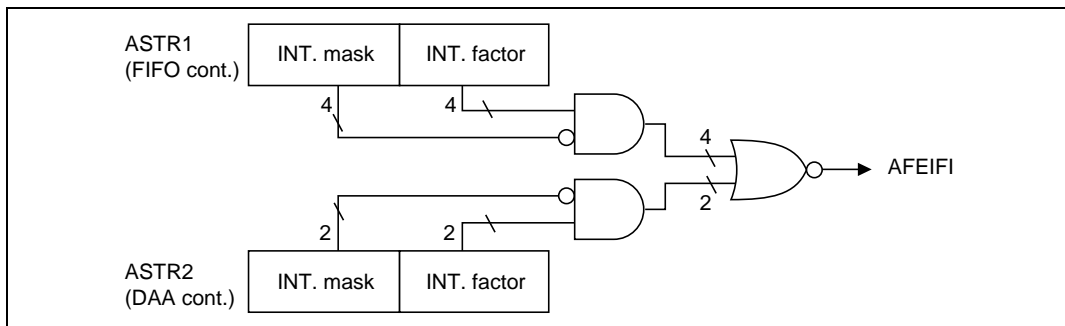 ASTR1
(FIFO cont.)
INT. mask
INT. factor
4
4
4
AFEIFI
2
2
2
ASTR2
(DAA cont.)
INT. mask
INT. factor